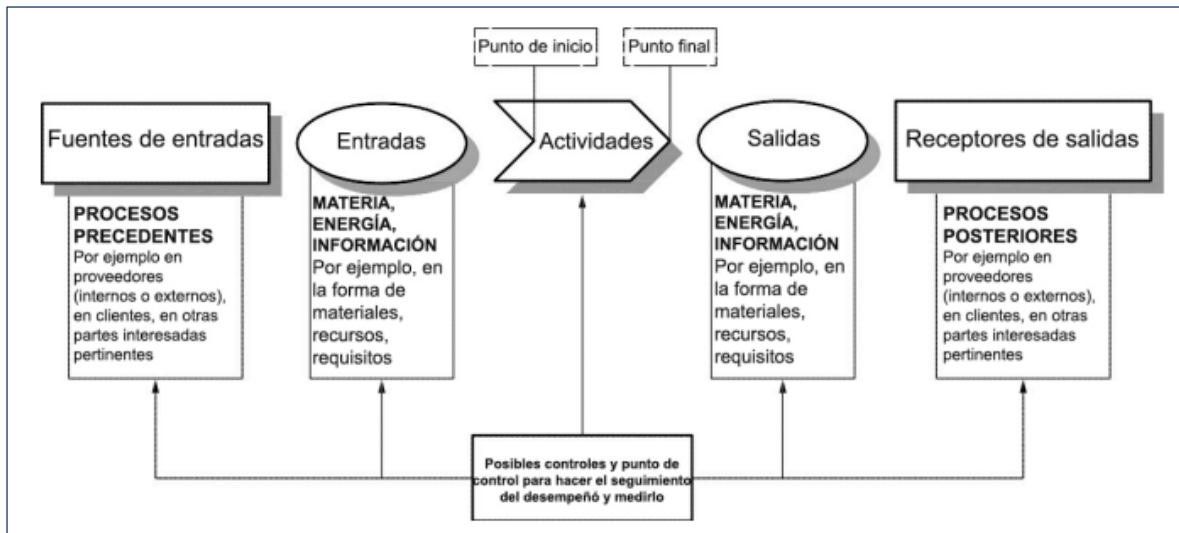 Punto de inicio
Punto final
Fuentes de entradas
Entradas
Actividades
Salidas
Receptores de salidas
PROCESOS
PRECEDENTES
Por ejemplo en
proveedores
(internos o externos),
en clientes, en otras
partes interesadas
pertinentes
MATERIA,
ENERGÍA,
INFORMACIÓN
Por ejemplo, en
la forma de
materiales,
recursos,
requisitos
MATERIA,
ENERGÍA,
INFORMACIÓN
Por ejemplo, en
la forma de
materiales,
recursos,
requisitos
PROCESOS
POSTERIORES
Por ejemplo en
proveedores
(internos o externos),
en clientes, en otras
partes interesadas
pertinentes
Posibles controles y punto de
control para hacer el seguimiento
del desempeñó y medirlo